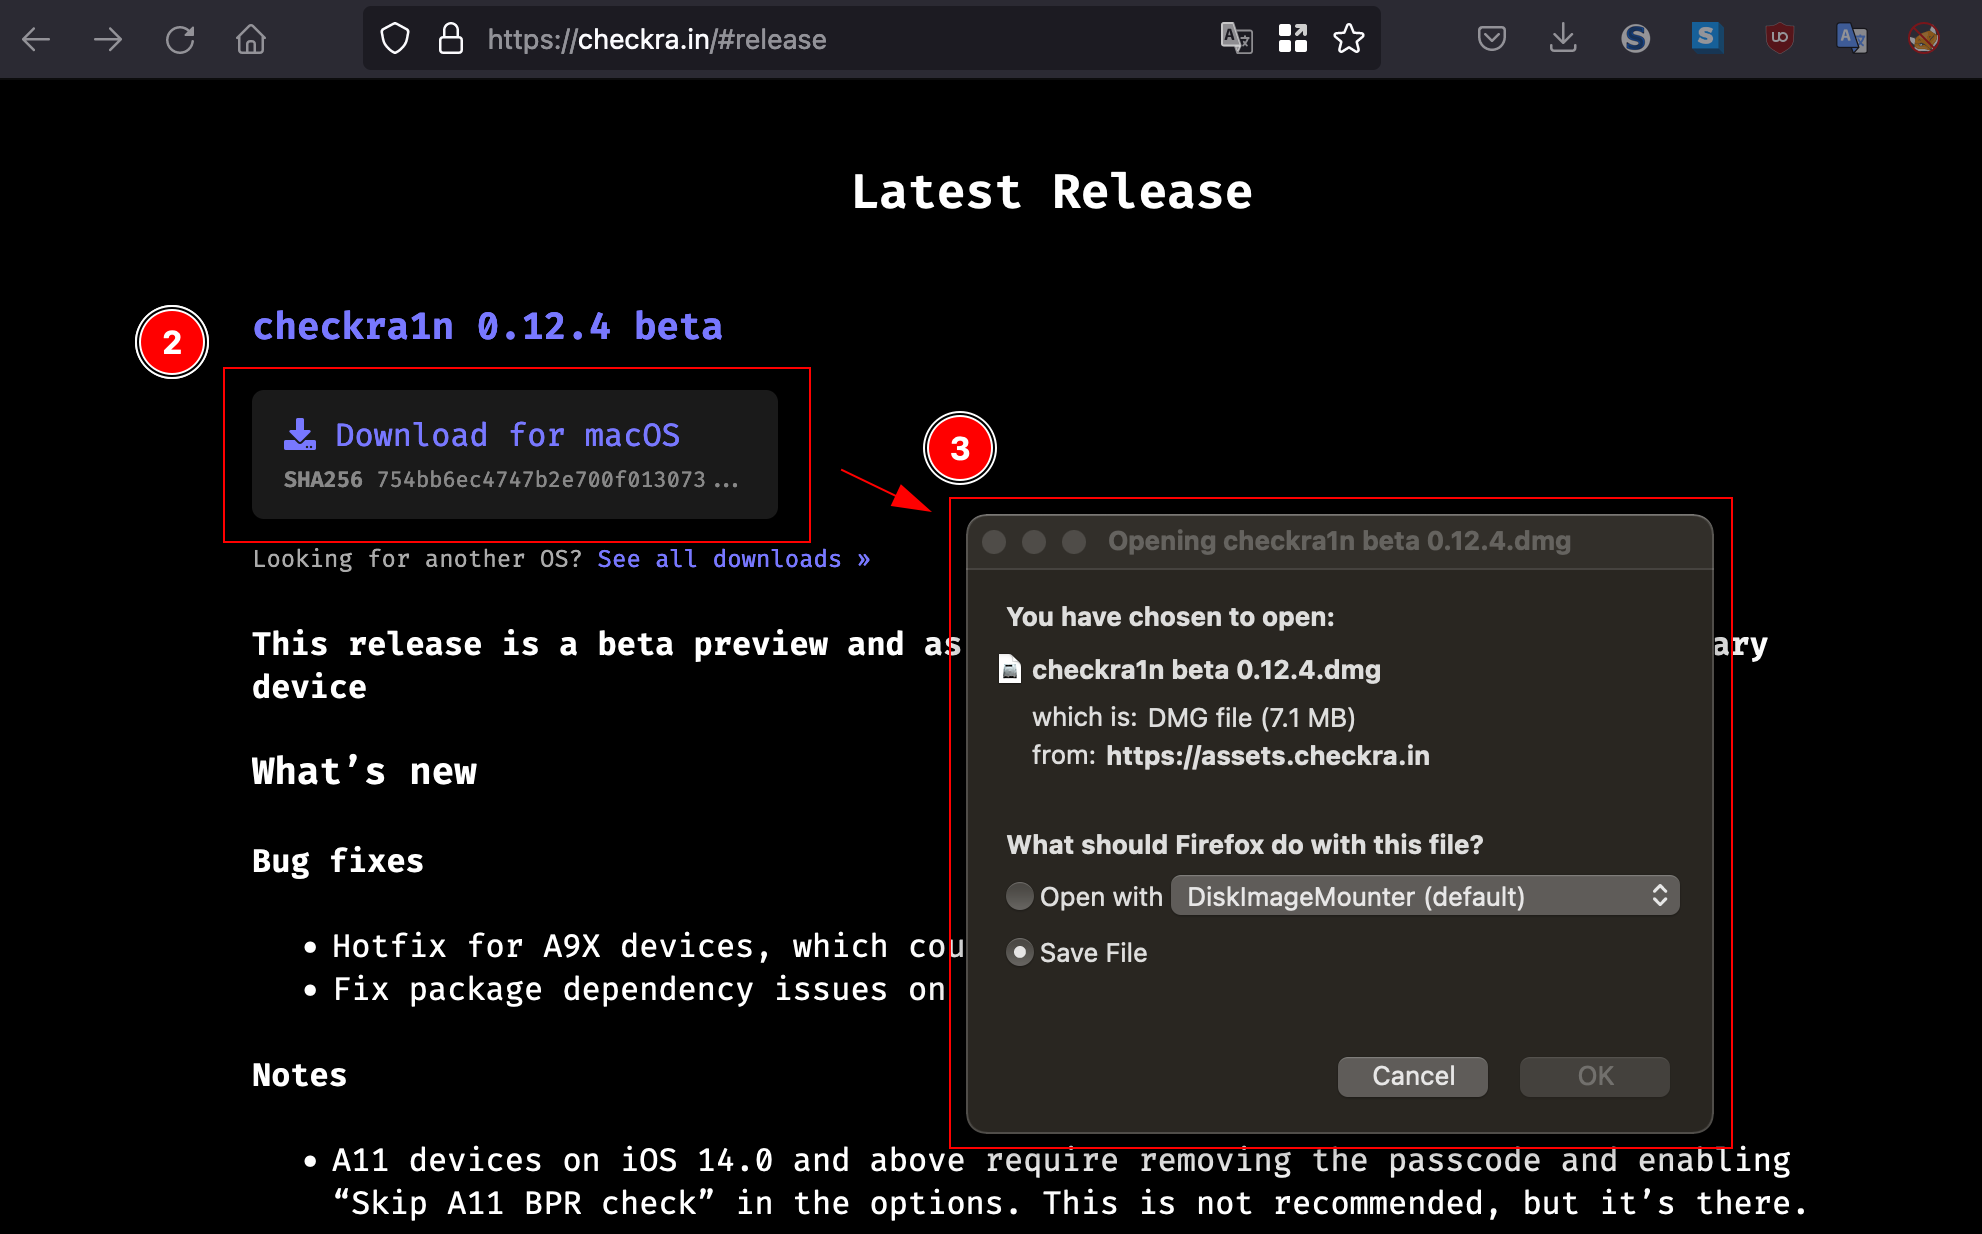 https://checkra.in/#release
Latest Release
2
checkra1n 0.12.4 beta
Download for macOS
SHA256 754bb6ec4747b2e700f013073...
Looking for another OS? See all downloads »
3
Opening checkra1n beta 0.12.4.dmg
You have chosen to open:
checkra1n beta 0.12.4.dmg
which is: DMG file (7.1 MB)
from: https://assets.checkra.in
What should Firefox do with this file?
Open with DiskImageMounter (default)
Save File
Cancel OK
This release is a beta preview and as
device
What’s new
Bug fixes
• Hotfix for A9X devices, which
• Fix package dependency issues on
Notes
• A11 devices on iOS 14.0 and above require removing the passcode and enabling
“Skip A11 BPR check” in the options. This is not recommended, but it’s there.